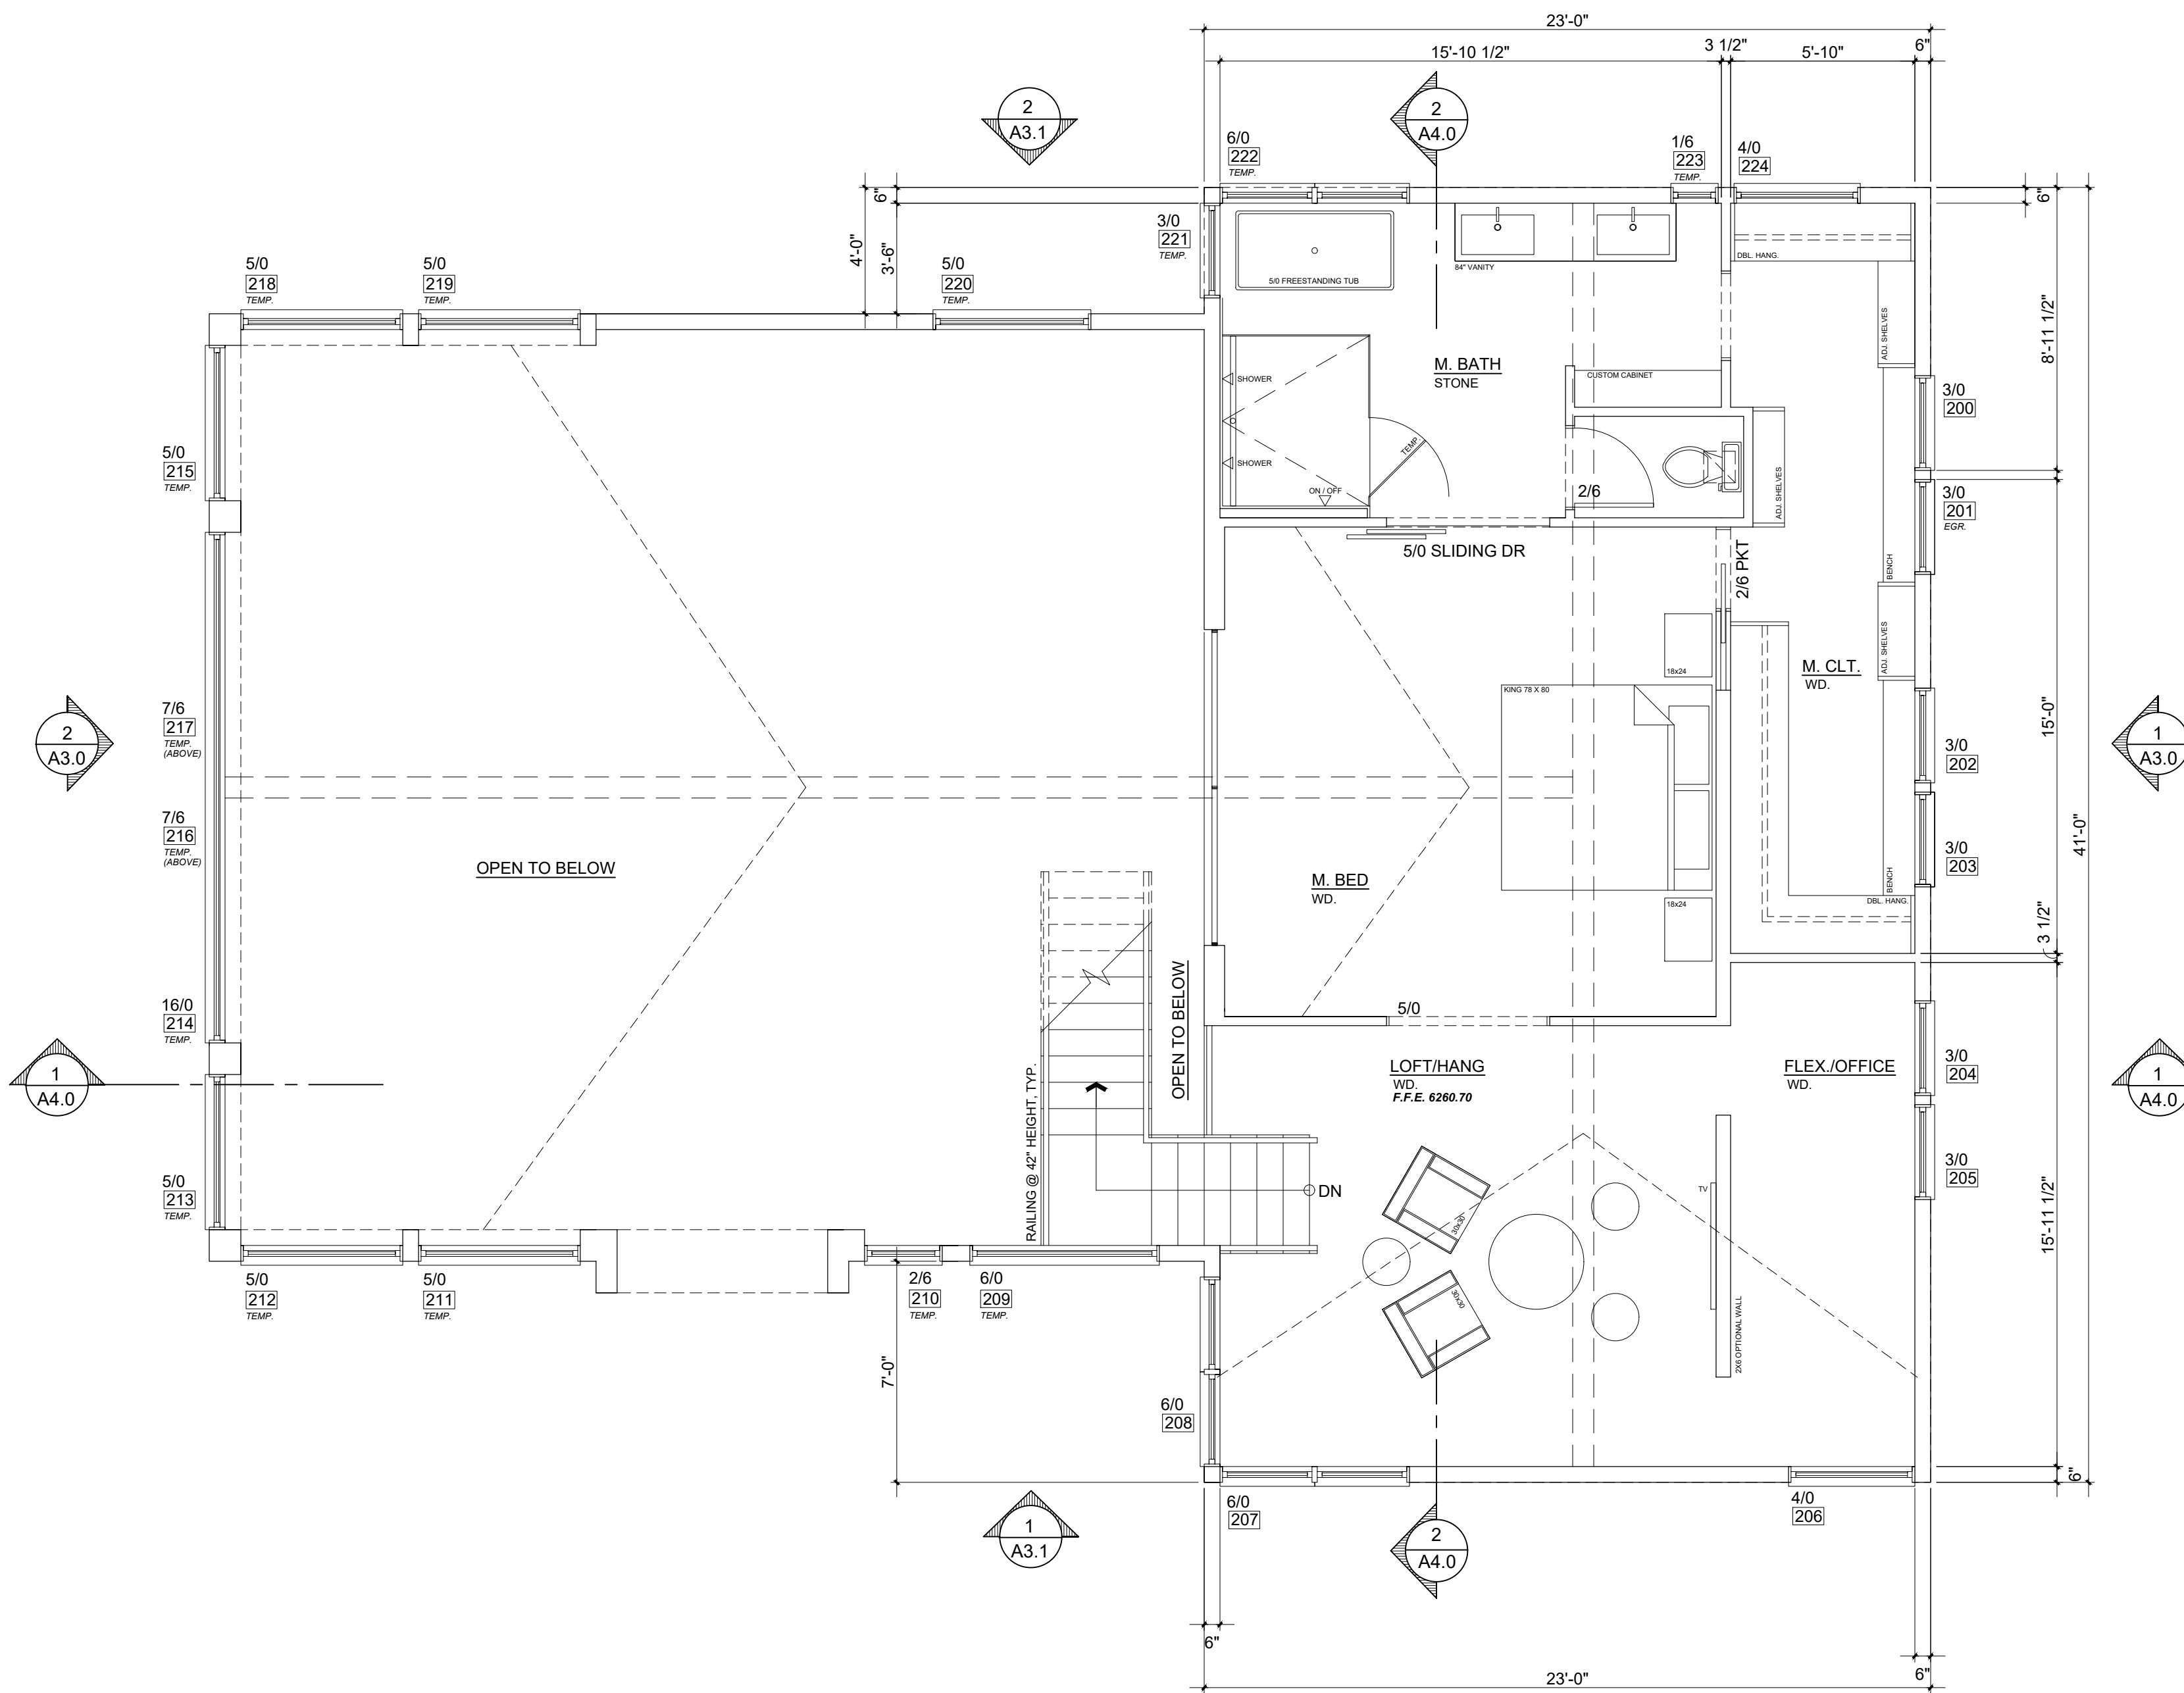 23'-0"
15'-10 1/2"
3 1/2"
5'-10"
6"
2
A3.1
2
A4.0
6/0
222
TEMP.
1/6
223
TEMP.
4/0
224
6"
4'-0"
3'-6"
6"
3/0
221
TEMP.
5/0
218
TEMP.
5/0
219
TEMP.
5/0
220
TEMP.
5/0 FREESTANDING TUB
84" VANITY
DBL. HANG.
ADJ. SHELVES
8'-11 1/2"
M. BATH
STONE
SHOWER
CUSTOM CABINET
3/0
200
SHOWER
TEMP.
ON / OFF
2/6
ADJ. SHELVES
5/0
215
TEMP.
3/0
201
EGR.
5/0 SLIDING DR
2/6 PKT
BENCH
ADJ. SHELVES
18x24
M. CLT.
WD.
KING 78 X 80
15'-0"
2
A3.0
7/6
217
TEMP.
(ABOVE)
3/0
202
1
A3.0
7/6
216
TEMP.
(ABOVE)
41'-0"
3/0
203
OPEN TO BELOW
M. BED
WD.
BENCH
18x24
DBL. HANG.
3 1/2"
16/0
214
TEMP.
OPEN TO BELOW
5/0
1
A4.0
RAILING @ 42" HEIGHT, TYP.
LOFT/HANG
WD.
F.F.E. 6260.70
FLEX./OFFICE
WD.
3/0
204
1
A4.0
5/0
213
TEMP.
DN
TV
30x30
3/0
205
15'-11 1/2"
5/0
212
TEMP.
5/0
211
TEMP.
2/6
210
TEMP.
6/0
209
TEMP.
30x30
2X6 OPTIONAL WALL
7'-0"
6/0
208
6"
6/0
207
4/0
206
1
A3.1
2
A4.0
6"
23'-0"
6"